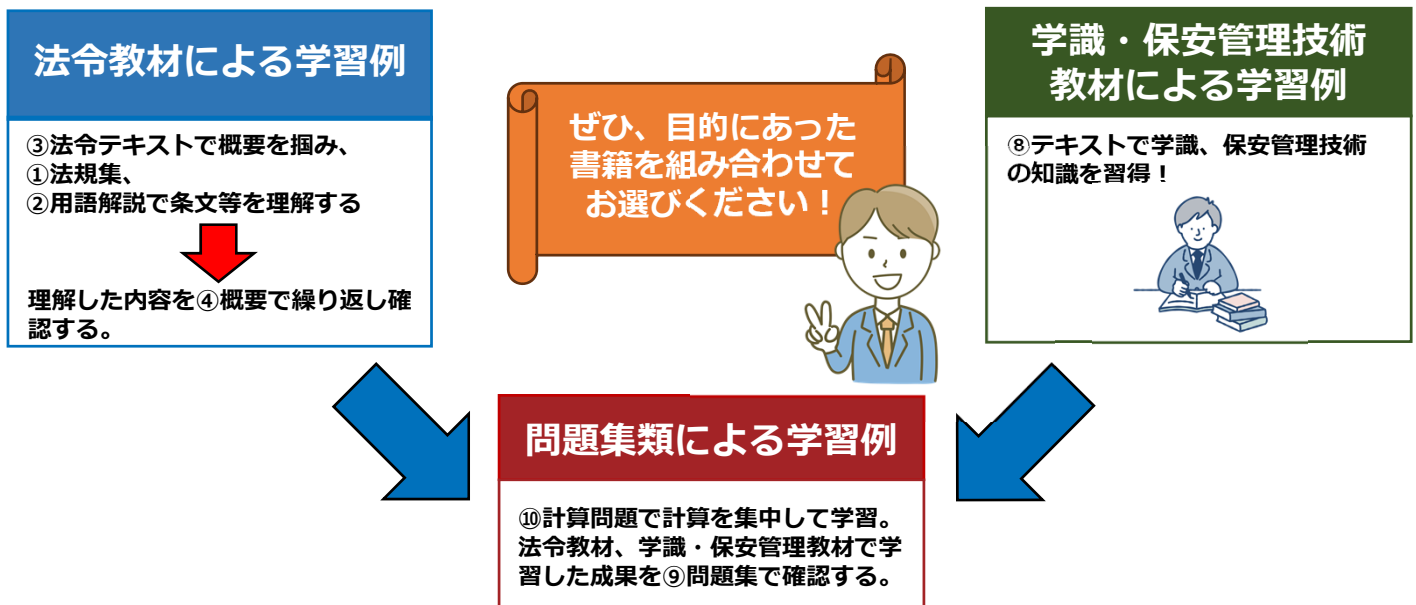 法令教材による学習例
③法令テキストで概要を掴み、
①法規集、
②用語解説で条文等を理解する
理解した内容を④概要で繰り返し確
認する。
ぜひ、目的にあった
書籍を組み合わせて
お選びください！
学識・保安管理技術
教材による学習例
⑧テキストで学識、保安管理技術
の知識を習得！
問題集類による学習例
⑩計算問題で計算を集中して学習。
法令教材、学識・保安管理教材で学
習した成果を⑨問題集で確認する。